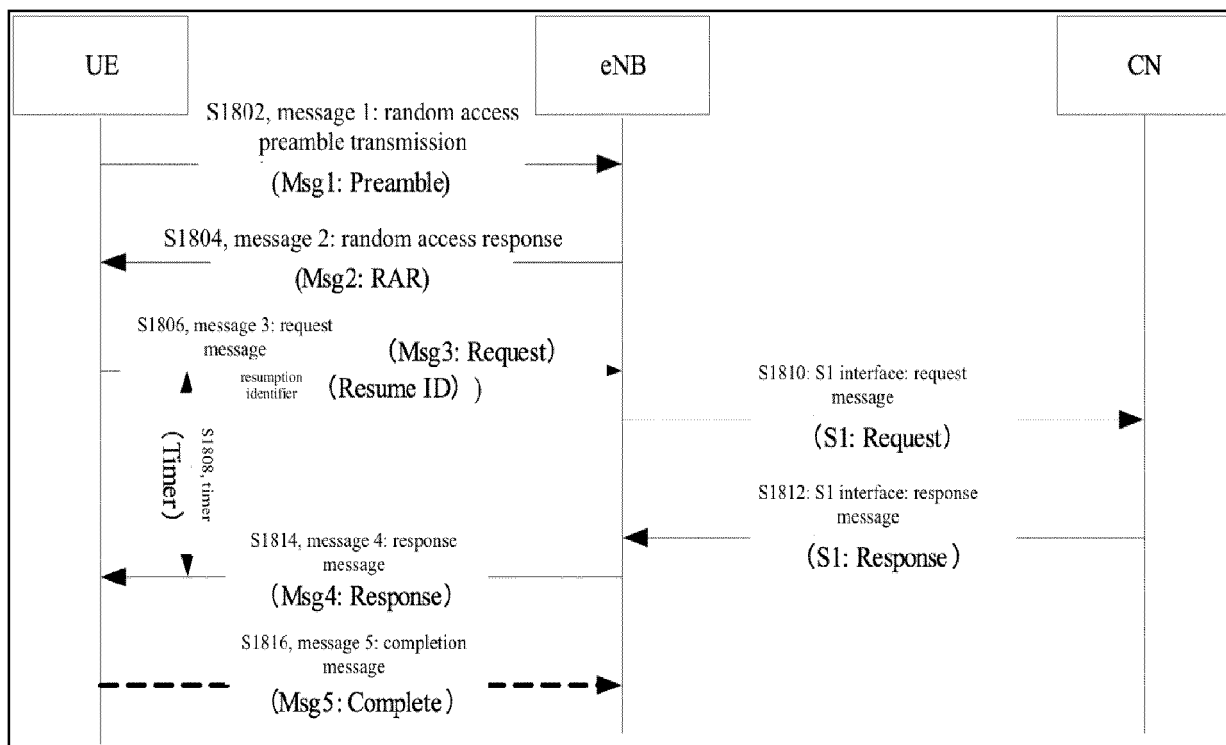 UE
eNB
CN
S1802, message 1: random access
preamble transmission
(Msg1: Preamble)
S1804, message 2: random access response
(Msg2: RAR)
S1806, message 3: request
message
(Msg3: Request)
resumption
identifier
(Resume ID) )
S1808, timer
(Timer)
S1810: S1 interface: request
message
(S1: Request)
S1812: S1 interface: response
message
(S1: Response)
S1814, message 4: response
message
(Msg4: Response)
S1816, message 5: completion
message
(Msg5: Complete)